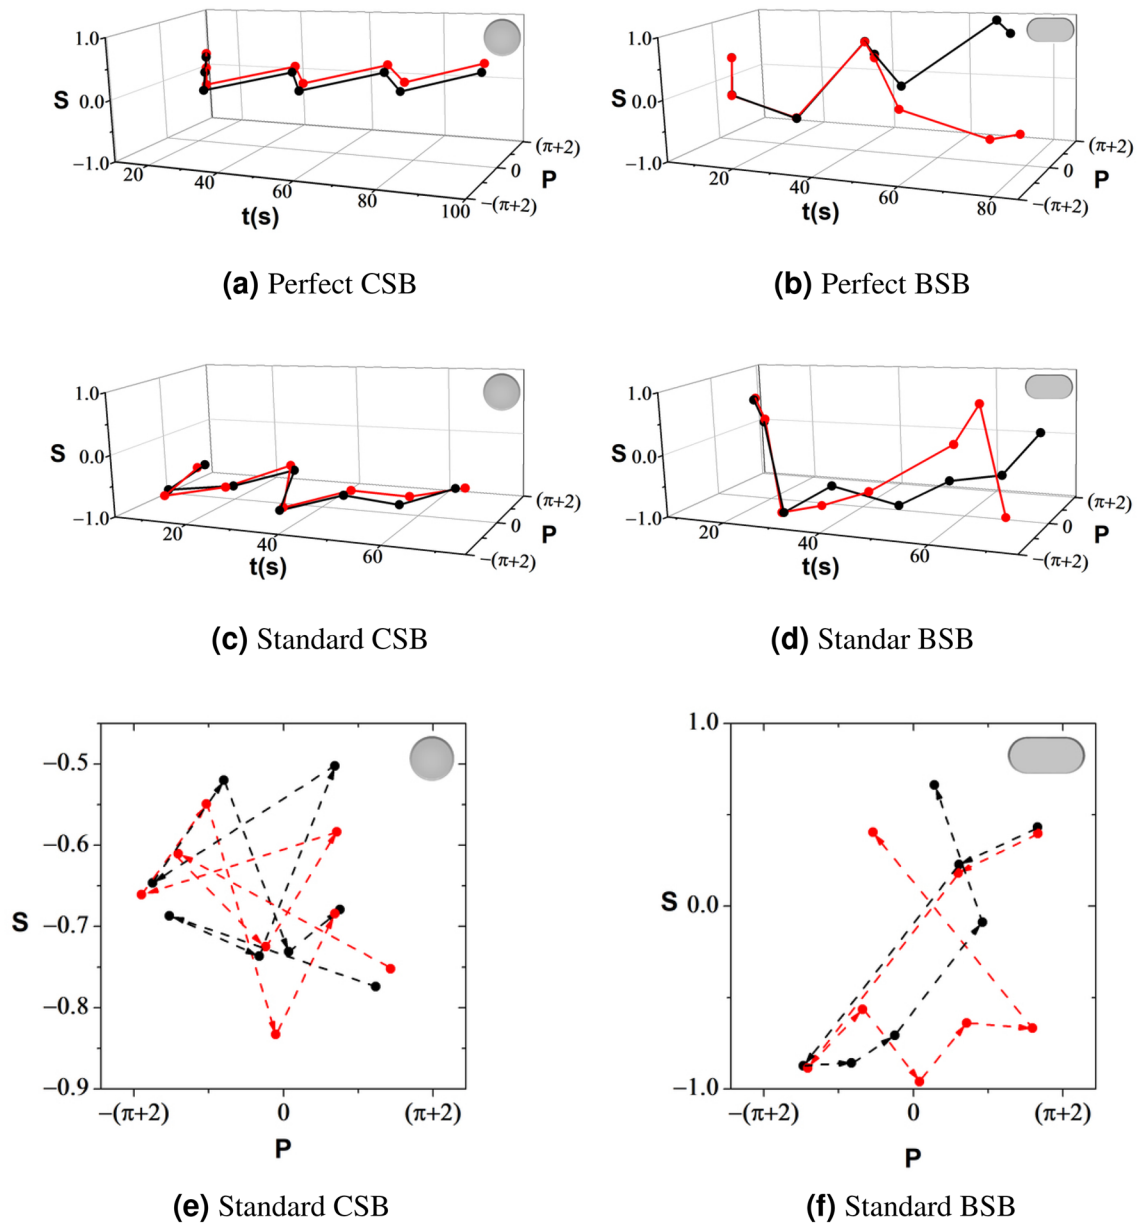 1.0
S
0.0
−1.0
20
40
60
80
100
t(s)
(π+2)
0
P
−(π+2)
(a) Perfect CSB
1.0
S
0.0
−1.0
20
40
60
80
t(s)
(π+2)
0
P
−(π+2)
(b) Perfect BSB
1.0
S
0.0
−1.0
20
40
60
t(s)
(π+2)
0
P
−(π+2)
(c) Standard CSB
1.0
S
0.0
−1.0
20
40
60
t(s)
(π+2)
0
P
−(π+2)
(d) Standar BSB
−0.5
−0.6
S
−0.7
−0.8
−0.9
−(π+2)
0
(π+2)
P
(e) Standard CSB
1.0
S
0.0
−1.0
−(π+2)
0
(π+2)
P
(f) Standard BSB